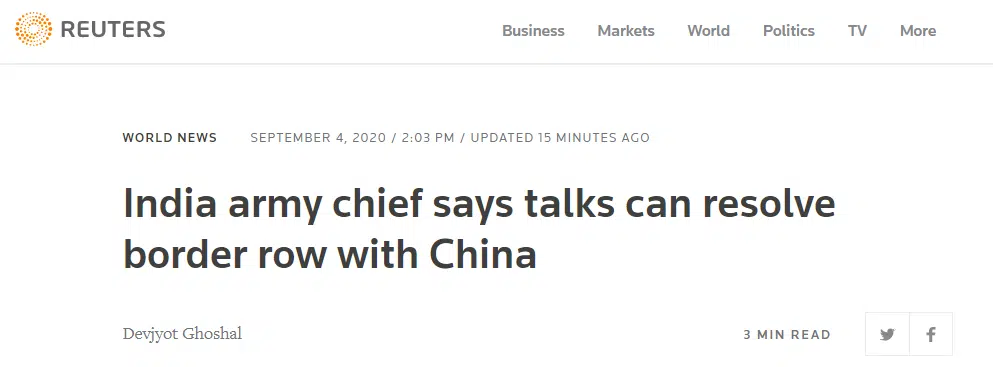 REUTERS
Business Markets World Politics TV More
WORLD NEWS SEPTEMBER 4, 2020 / 2:03 PM / UPDATED 15 MINUTES AGO
India army chief says talks can resolve
border row with China
Devjyot Ghoshal
3 MIN READ